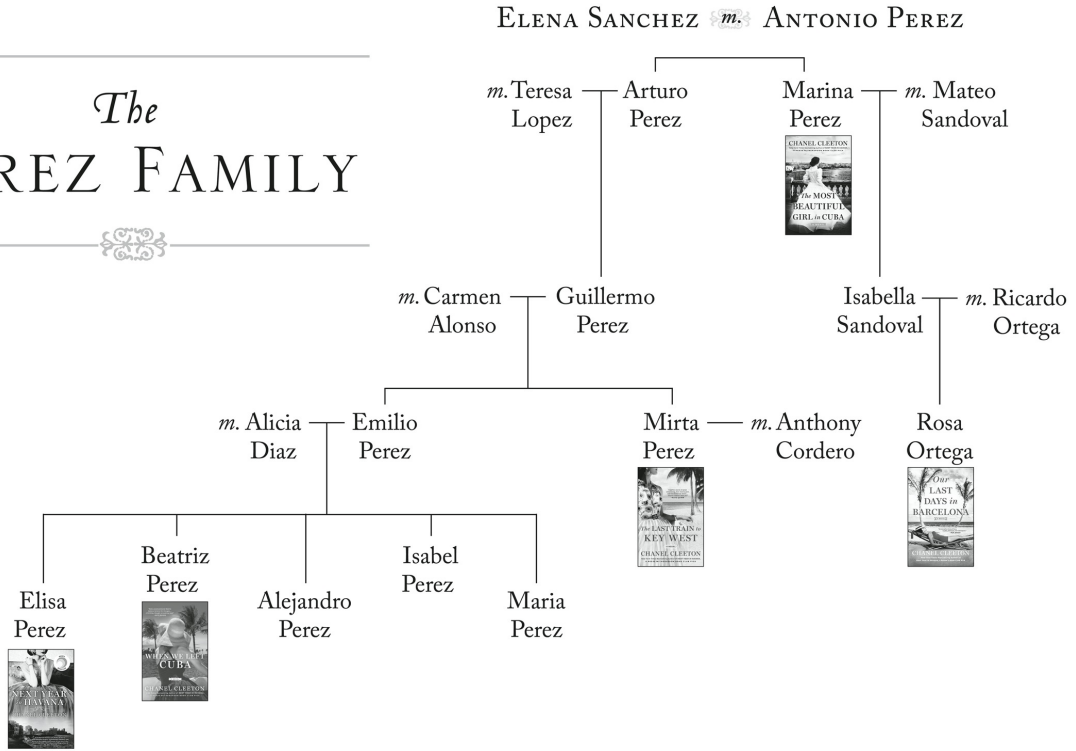 ELENA SANCHEZ m. ANTONIO PEREZ
The
REZ FAMILY
m. Teresa Lopez
Arturo Perez
Marina Perez
m. Mateo Sandoval
CHANEL CLEETON
The MOST
BEAUTIFUL
GIRL in CUBA
m. Carmen Alonso
Guillermo Perez
Isabella Sandoval
m. Ricardo Ortega
m. Alicia Diaz
Emilio Perez
Mirta Perez
m. Anthony Cordero
Rosa Ortega
The LAST TRAIN to
KEY WEST
CHANEL CLEETON
Our
LAST
DAYS in
BARCELONA
CHANEL CLEETON
Elisa Perez
Beatriz Perez
Alejandro Perez
Isabel Perez
Maria Perez
NEXT YEAR
in HAVANA
WHEN WE LEFT
CUBA
CHANEL CLEETON